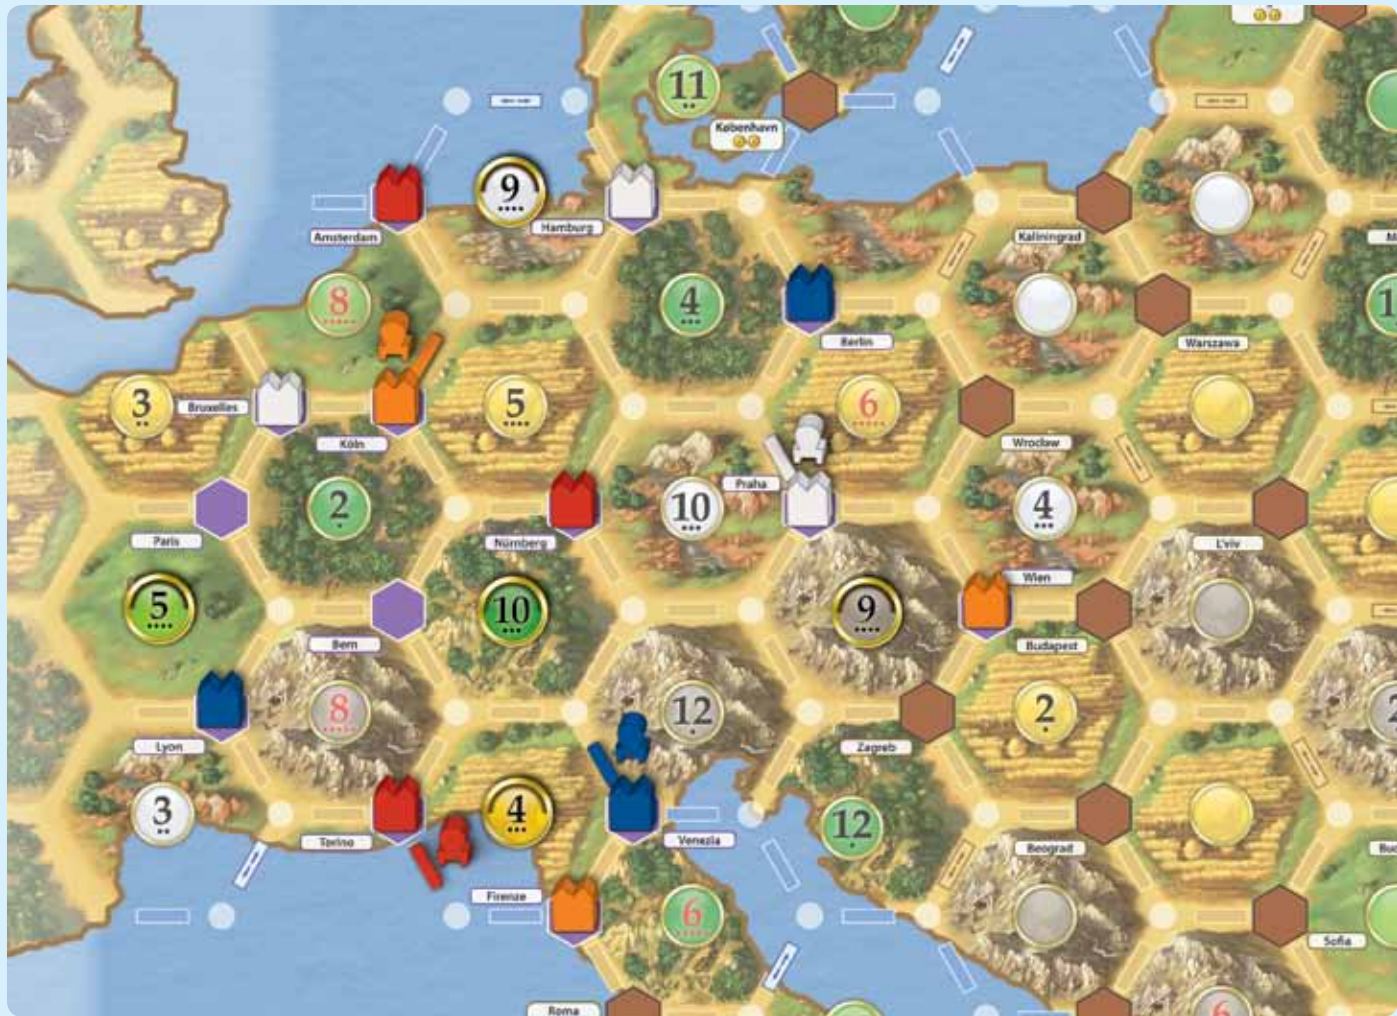 11
København
9
Hamburg
Amsterdam
Kaliningrad
8
4
Berlin
Warszawa
3
Bruxelles
5
6
Köln
Wrocław
Praha
2
10
4
Paris
Nürnberg
L'viv
Wien
5
10
9
Bern
Budapest
8
12
2
Lyon
Zagreb
3
4
12
Torino
Venezia
Beograd
Firenze
6
Sofia
Roma
6